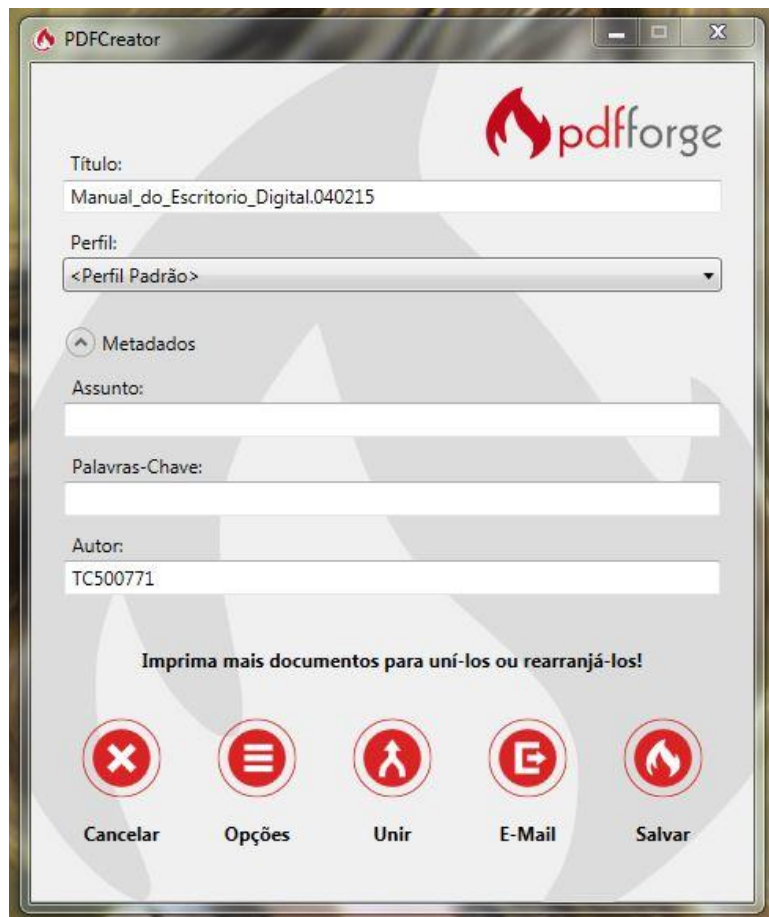 PDFCreator
pdfforge
Título:
Manual_do_Escritorio_Digital.040215
Perfil:
<Perfil Padrão>
Metadados
Assunto:
Palavras-Chave:
Autor:
TC500771
Imprima mais documentos para uní-los ou rearranjá-los!
Cancelar Opções Unir E-Mail Salvar